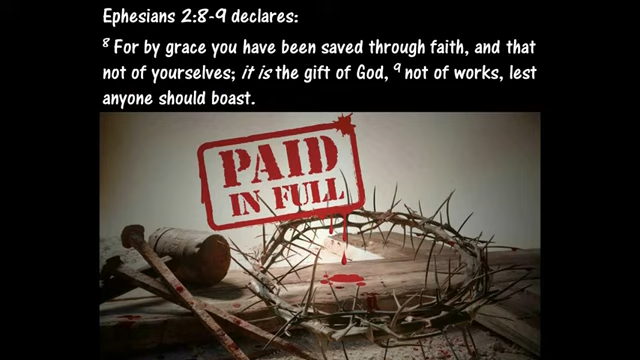 Ephesians 2:8-9 declares:
8 For by grace you have been saved through faith, and that
not of yourselves; it is the gift of God, 9 not of works, lest
anyone should boast.
PAID
IN FULL